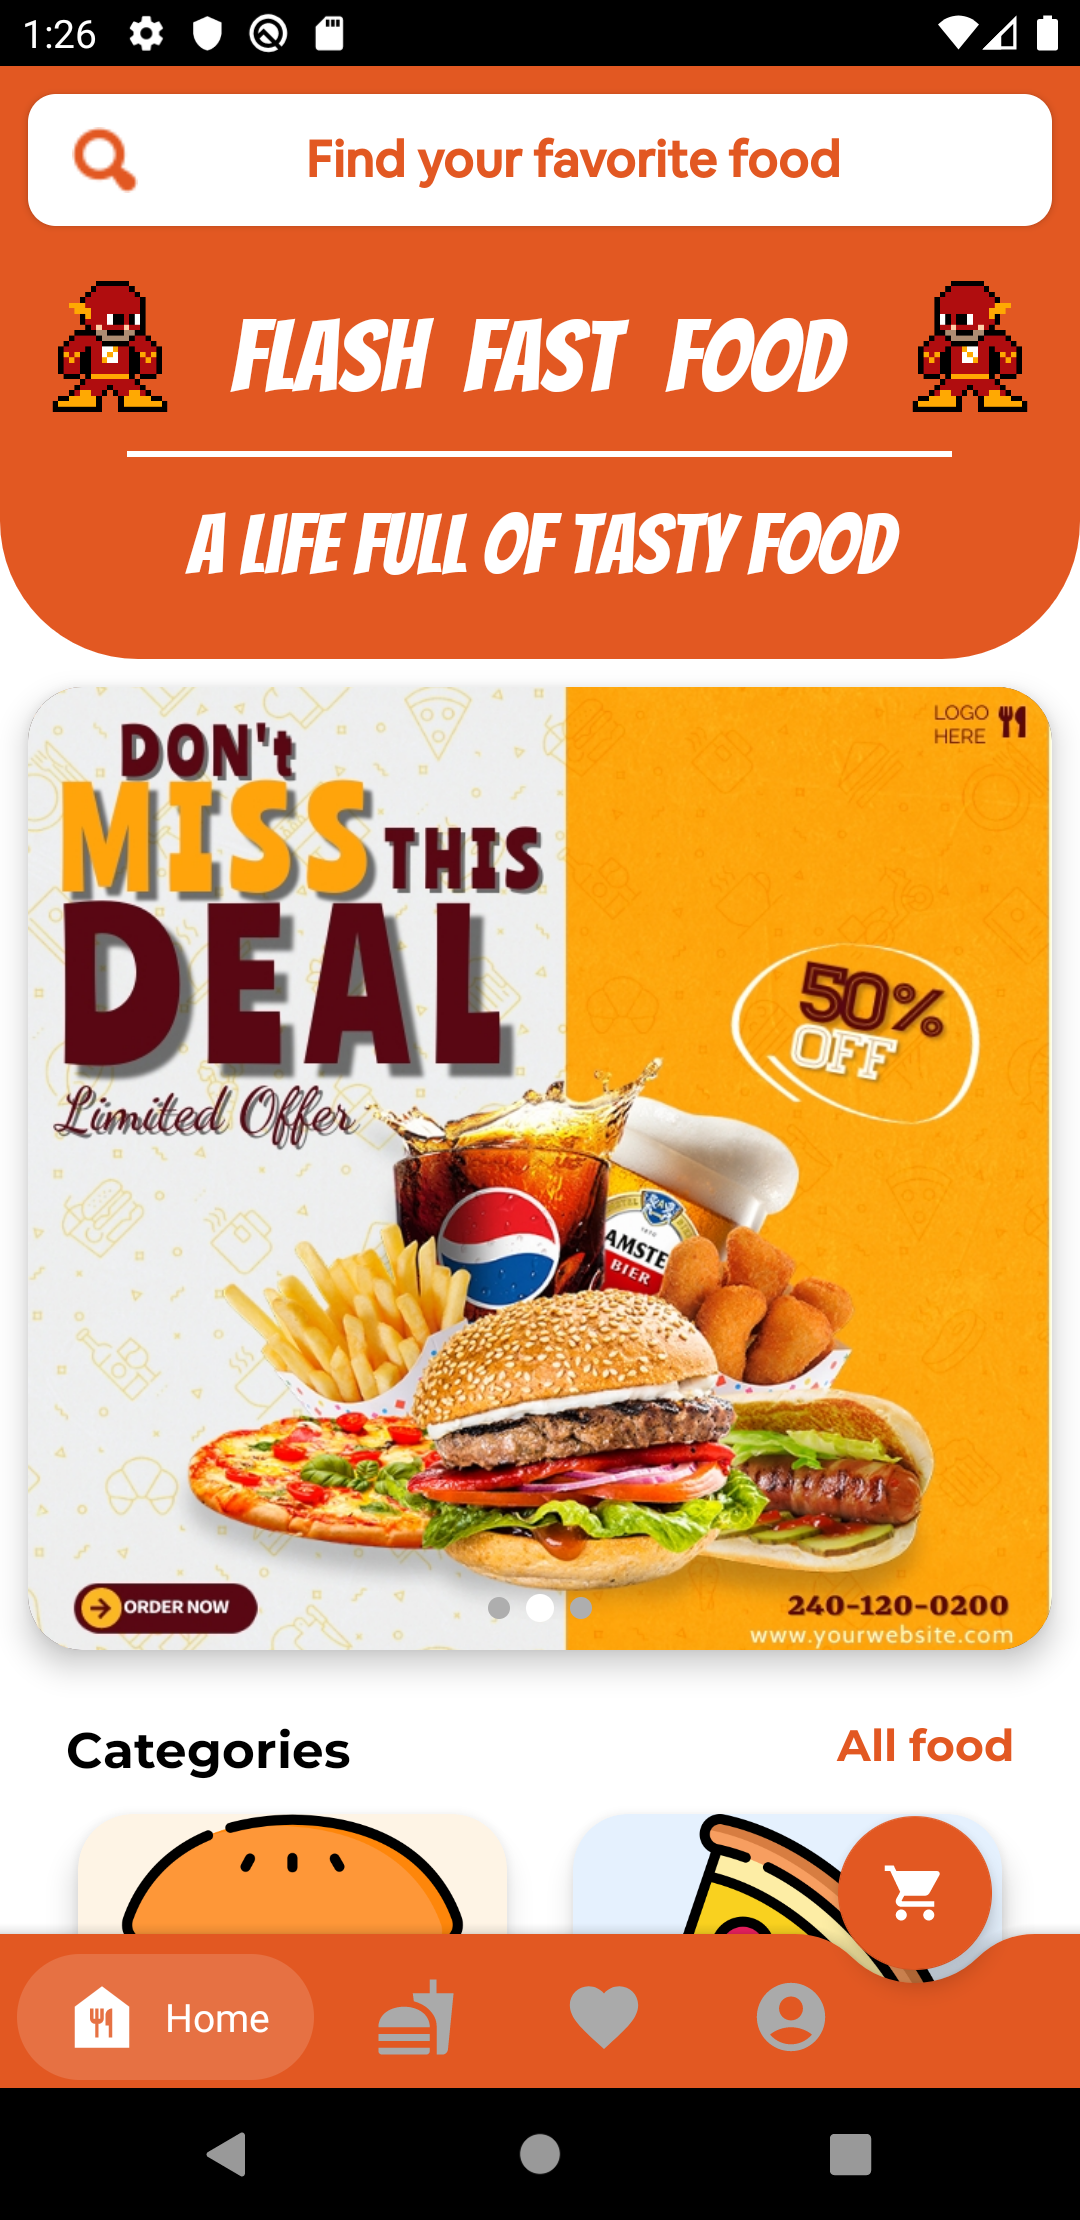 1:26
Find your favorite food
FLASH FAST FOOD
A LIFE FULL OF TASTY FOOD
LOGO
HERE
DON't
MISS THIS
DEAL
Limited Offer
50%
OFF
AMSTE
BIER
ORDER NOW
240-120-0200
www.yourwebsite.com
Categories
All food
Home